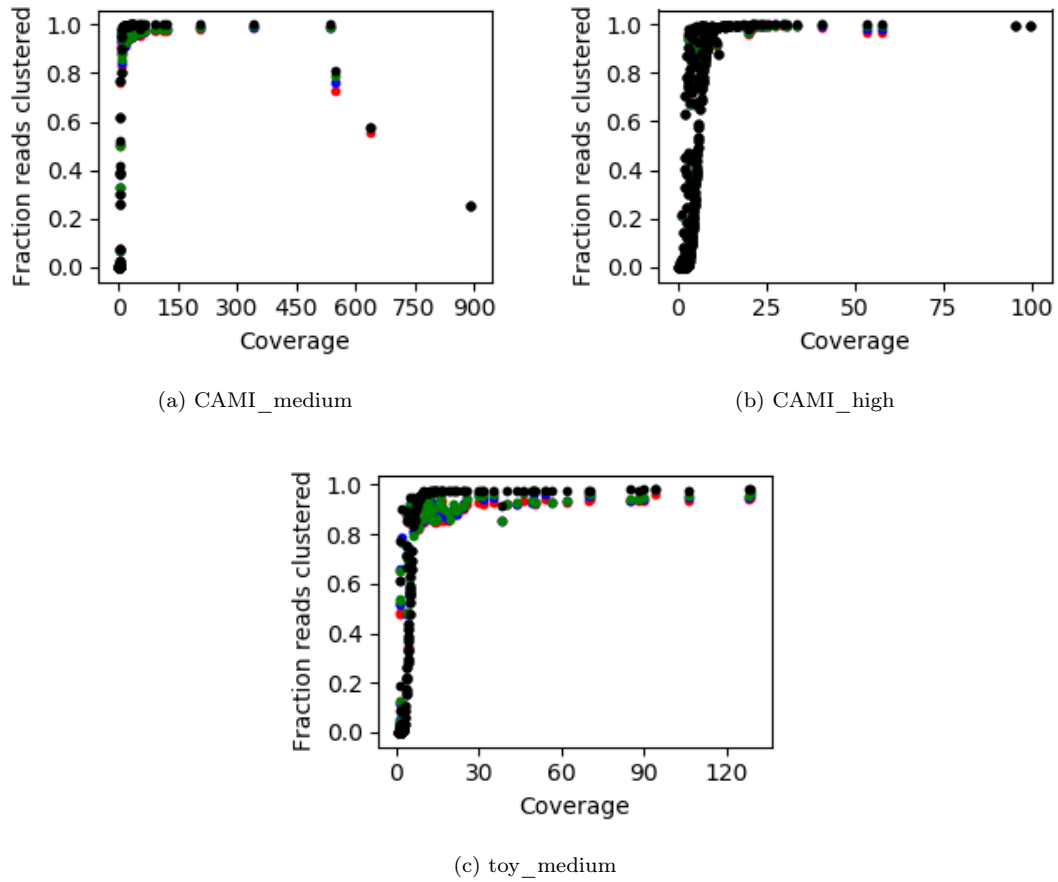 Fraction reads clustered
1.0
0.8
0.6
0.4
0.2
0.0
0 150 300 450 600 750 900
Coverage
(a) CAMI_medium
Fraction reads clustered
1.0
0.8
0.6
0.4
0.2
0.0
0 25 50 75 100
Coverage
(b) CAMI_high
Fraction reads clustered
1.0
0.8
0.6
0.4
0.2
0.0
0 30 60 90 120
Coverage
(c) toy_medium